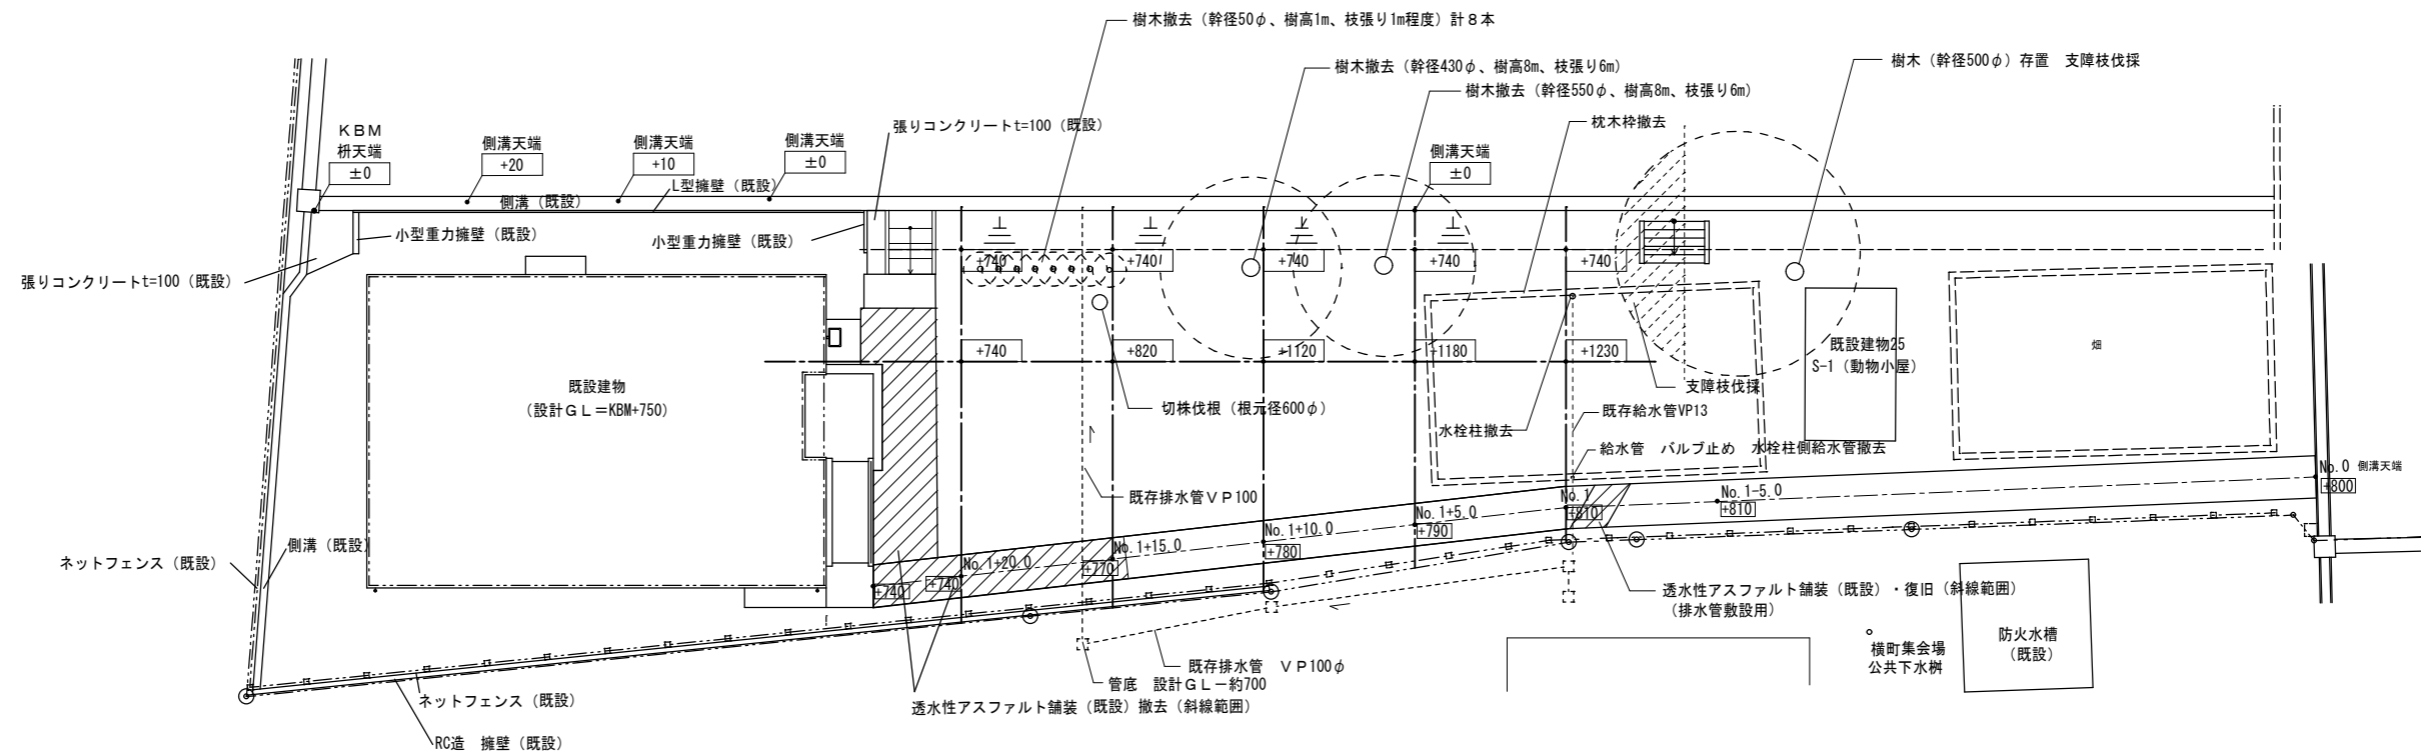 樹木撤去（幹径50φ、樹高1m、枝張り1m程度）計８本
樹木撤去（幹径430φ、樹高8m、枝張り6m）
樹木（幹径500φ）存置　支障枝伐採
樹木撤去（幹径550φ、樹高8m、枝張り6m）
ＫＢＭ
枡天端
±0
側溝天端
+20
側溝天端
+10
側溝天端
±0
張りコンクリートt=100（既設）
枕木枠撤去
側溝天端
±0
L型擁壁（既設）
側溝（既設）
小型重力擁壁（既設）
小型重力擁壁（既設）
張りコンクリートt=100（既設）
+740
+740
+740
+740
+740
+740
+820
+1120
+1180
+1230
既設建物25
S-1（動物小屋）
畑
既設建物
（設計ＧＬ＝KBM+750）
支障枝伐採
切株伐根（根元径600φ）
既存給水管VP13
水栓柱撤去
給水管　バルブ止め　水栓柱側給水管撤去
No.0 側溝天端
+800
既存排水管ＶＰ100
No.1
+810
No.1-5.0
+810
No.1+5.0
+790
No.1+10.0
+780
No.1+15.0
+770
No.1+20.0
+740
+740
側溝（既設）
ネットフェンス（既設）
透水性アスファルト舗装（既設）・復旧（斜線範囲）
（排水管敷設用）
横町集会場
公共下水桝
防火水槽
（既設）
既存排水管　ＶＰ100φ
管底　設計ＧＬ－約700
ネットフェンス（既設）
透水性アスファルト舗装（既設）撤去（斜線範囲）
RC造　擁壁（既設）